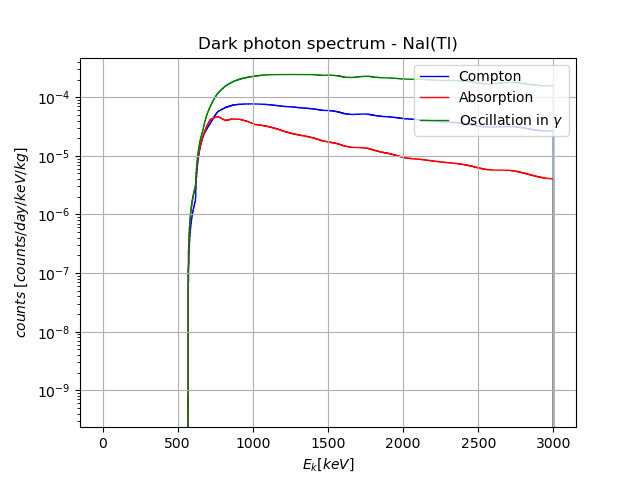 Dark photon spectrum - NaI(Tl)
Compton
Absorption
Oscillation in γ
counts [counts/day/keV/kg]
10⁻⁴
10⁻⁵
10⁻⁶
10⁻⁷
10⁻⁸
10⁻⁹
0 500 1000 1500 2000 2500 3000
Eₖ[keV]